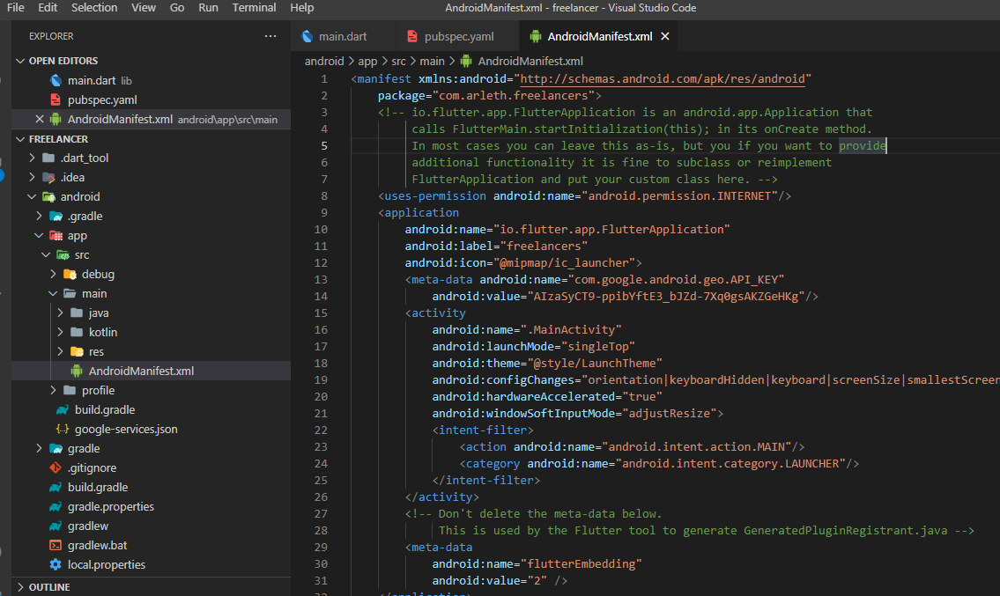 File Edit Selection View Go Run Terminal Help AndroidManifest.xml - freelancer - Visual Studio Code
EXPLORER ...
OPEN EDITORS
main.dart lib
pubspec.yaml
AndroidManifest.xml android\app\src\main
FREELANCER
.dart_tool
.idea
android
.gradle
app
src
debug
main
java
kotlin
res
AndroidManifest.xml
profile
build.gradle
google-services.json
gradle
.gitignore
build.gradle
gradle.properties
gradlew
gradlew.bat
local.properties
OUTLINE
main.dart pubspec.yaml AndroidManifest.xml
android > app > src > main > AndroidManifest.xml
1 <manifest xmlns:android="http://schemas.android.com/apk/res/android"
2 package="com.arleth.freelancers">
3 <!-- io.flutter.app.FlutterApplication is an android.app.Application that
4 calls FlutterMain.startInitialization(this); in its onCreate method.
5 In most cases you can leave this as-is, but you if you want to provide
6 additional functionality it is fine to subclass or reimplement
7 FlutterApplication and put your custom class here. -->
8 <uses-permission android:name="android.permission.INTERNET"/>
9 <application
10 android:name="io.flutter.app.FlutterApplication"
11 android:label="freelancers"
12 android:icon="@mipmap/ic_launcher">
13 <meta-data android:name="com.google.android.geo.API_KEY"
14 android:value="AIzaSyCT9-ppibYftE3_bJZd-7Xq0gsAKZGeHKg"/>
15 <activity
16 android:name=".MainActivity"
17 android:launchMode="singleTop"
18 android:theme="@style/LaunchTheme"
19 android:configChanges="orientation|keyboardHidden|keyboard|screenSize|smallestScreen
20 android:hardwareAccelerated="true"
21 android:windowSoftInputMode="adjustResize">
22 <intent-filter>
23 <action android:name="android.intent.action.MAIN"/>
24 <category android:name="android.intent.category.LAUNCHER"/>
25 </intent-filter>
26 </activity>
27 <!-- Don't delete the meta-data below.
28 This is used by the Flutter tool to generate GeneratedPluginRegistrant.java -->
29 <meta-data
30 android:name="flutterEmbedding"
31 android:value="2" />
32 </application>